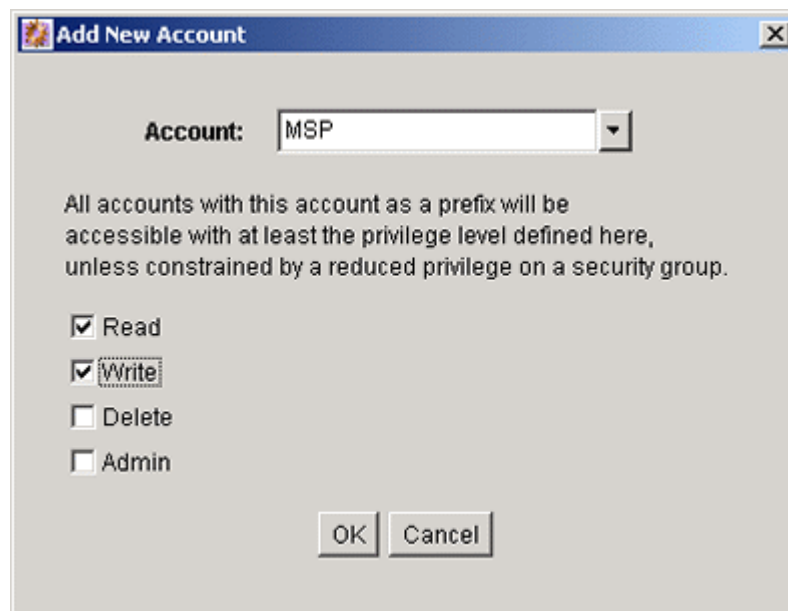 Add New Account
Account: MSP
All accounts with this account as a prefix will be
accessible with at least the privilege level defined here,
unless constrained by a reduced privilege on a security group.
Read
Write
Delete
Admin
OK Cancel